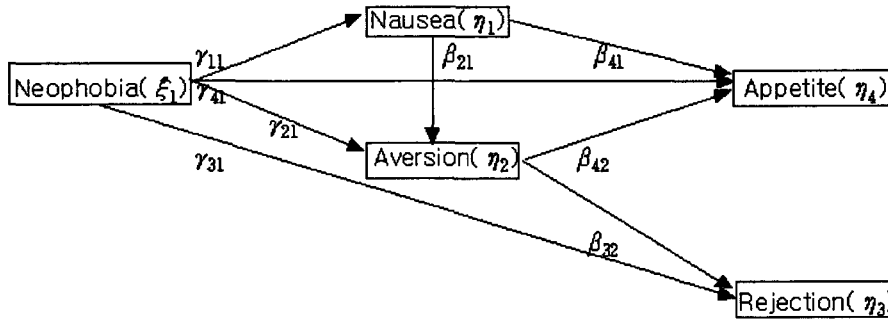 Nausea( η₁)
γ₁₁
β₂₁
β₄₁
Neophobia( ξ₁)
γ₄₁
Appetite( η₄)
γ₂₁
Aversion( η₂)
γ₃₁
β₄₂
β₃₂
Rejection( η₃